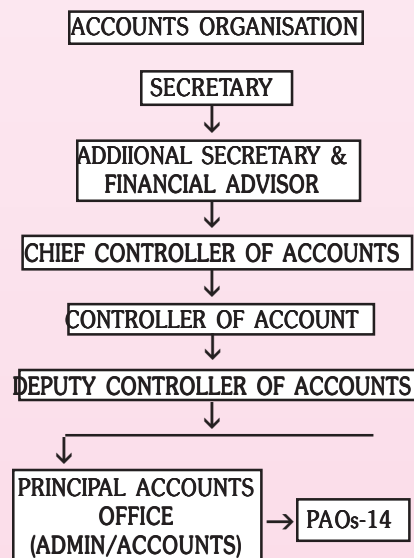 ACCOUNTS ORGANISATION
SECRETARY
ADDIIONAL SECRETARY &
FINANCIAL ADVISOR
CHIEF CONTROLLER OF ACCOUNTS
CONTROLLER OF ACCOUNT
DEPUTY CONTROLLER OF ACCOUNTS
PRINCIPAL ACCOUNTS
OFFICE
(ADMIN/ACCOUNTS)
PAOs-14